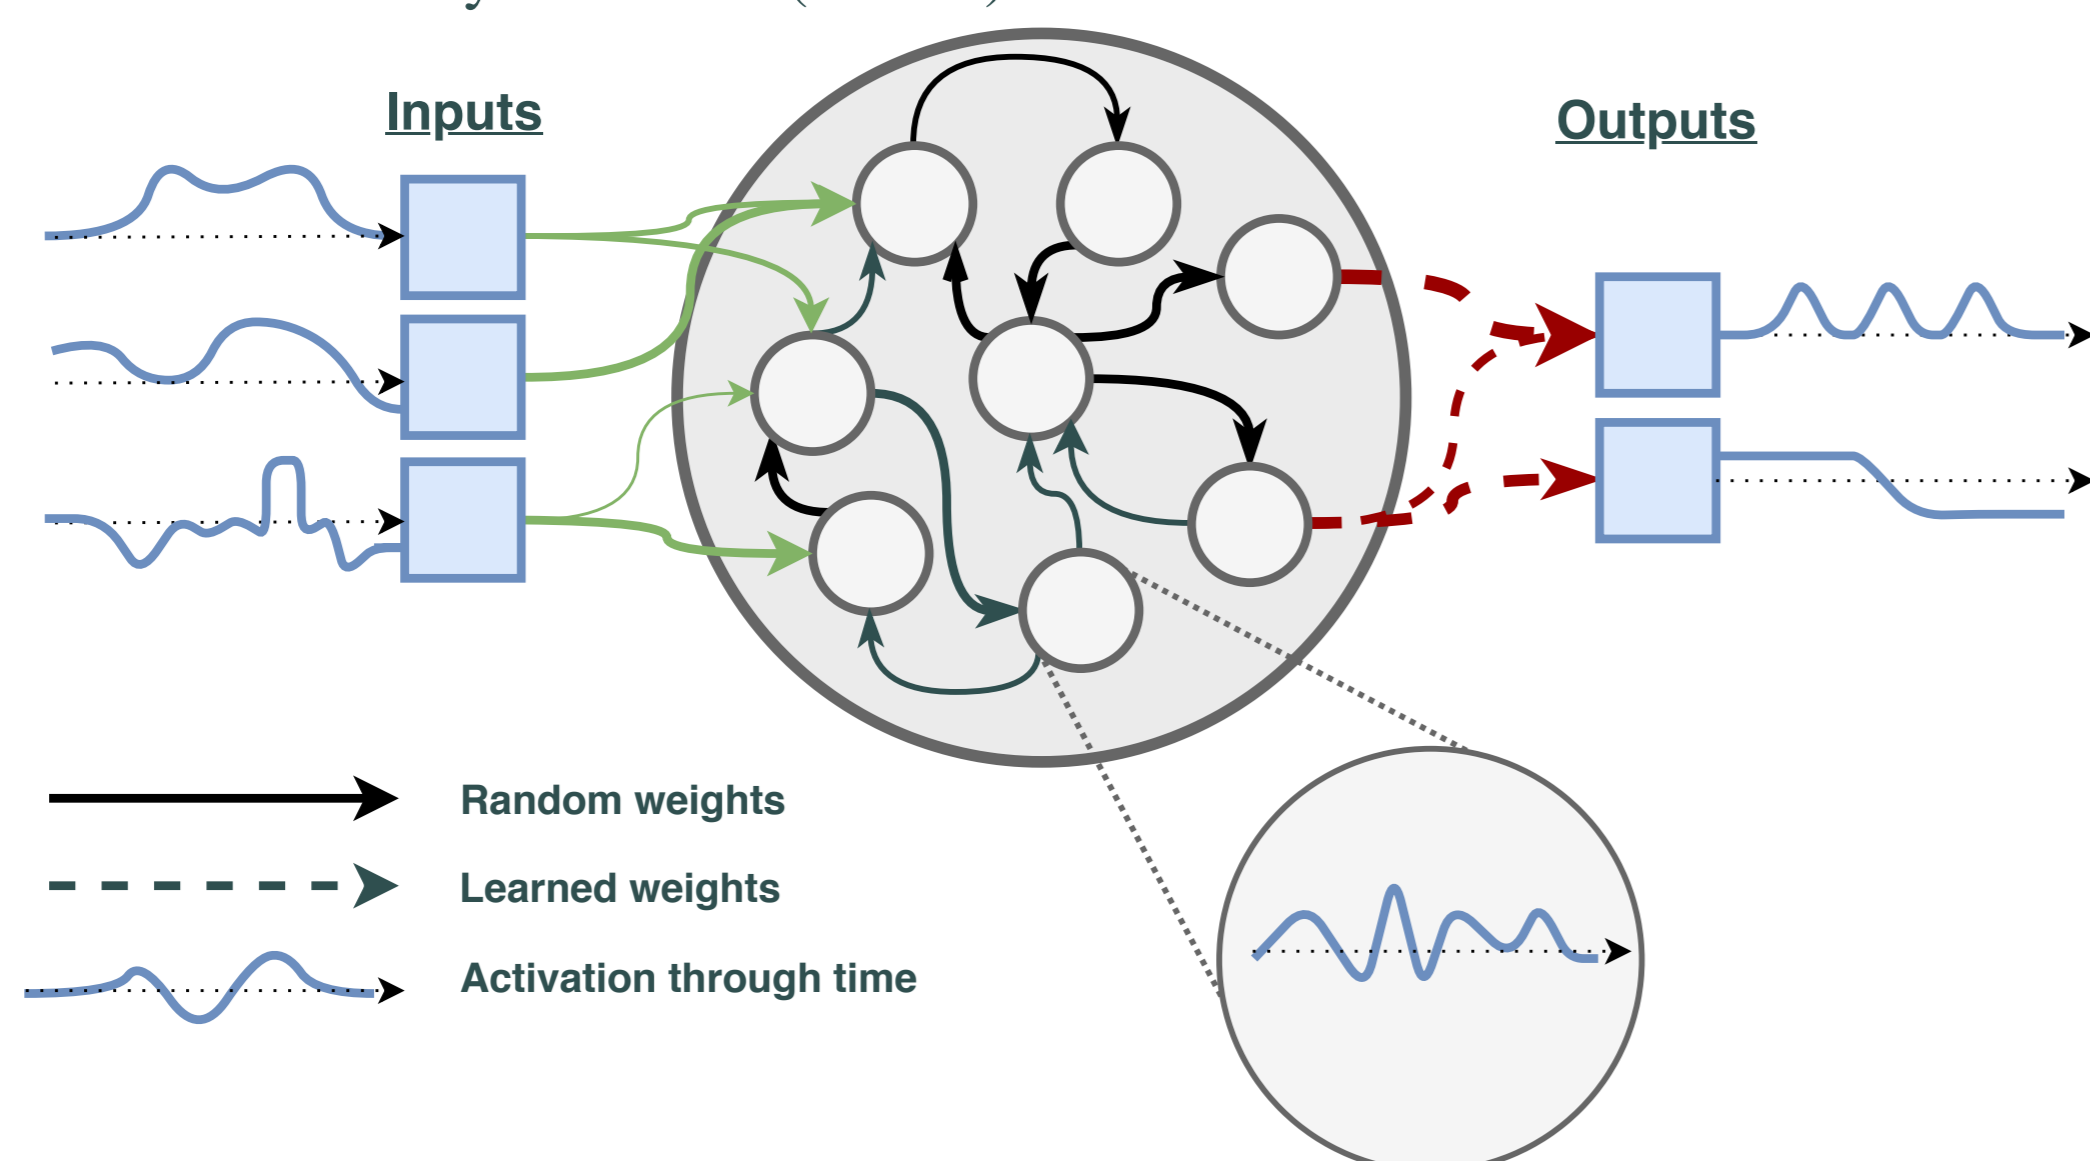 Inputs
Outputs
Random weights
Learned weights
Activation through time